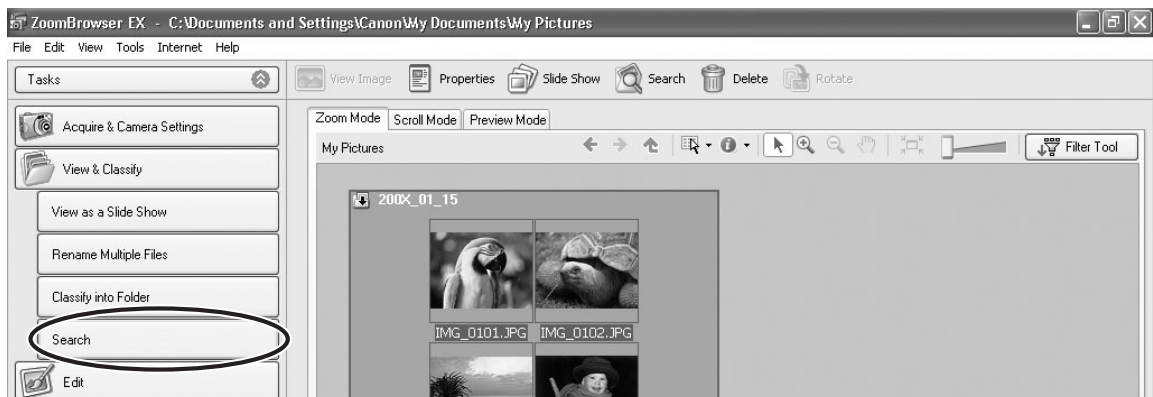 ZoomBrowser EX - C:\Documents and Settings\Canon\My Documents\My Pictures
File Edit View Tools Internet Help
Tasks
View Image Properties Slide Show Search Delete Rotate
Acquire & Camera Settings
Zoom Mode Scroll Mode Preview Mode
My Pictures
Filter Tool
View & Classify
View as a Slide Show
200X_01_15
Rename Multiple Files
Classify into Folder
Search
IMG_0101.JPG IMG_0102.JPG
Edit